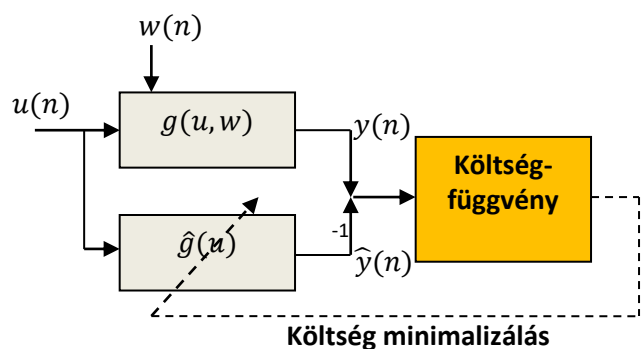 w(n)
u(n)
g(u, w)
y(n)
Költség-
függvény
ĝ(u)
-1
ŷ(n)
Költség minimalizálás